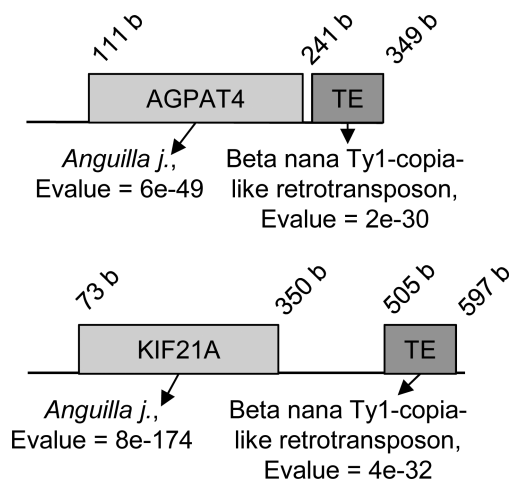 111 b
241 b
349 b
AGPAT4
TE
Anguilla j.,
Evalue = 6e-49
Beta nana Ty1-copia-
like retrotransposon,
Evalue = 2e-30
73 b
350 b
505 b
597 b
KIF21A
TE
Anguilla j.,
Evalue = 8e-174
Beta nana Ty1-copia-
like retrotransposon,
Evalue = 4e-32